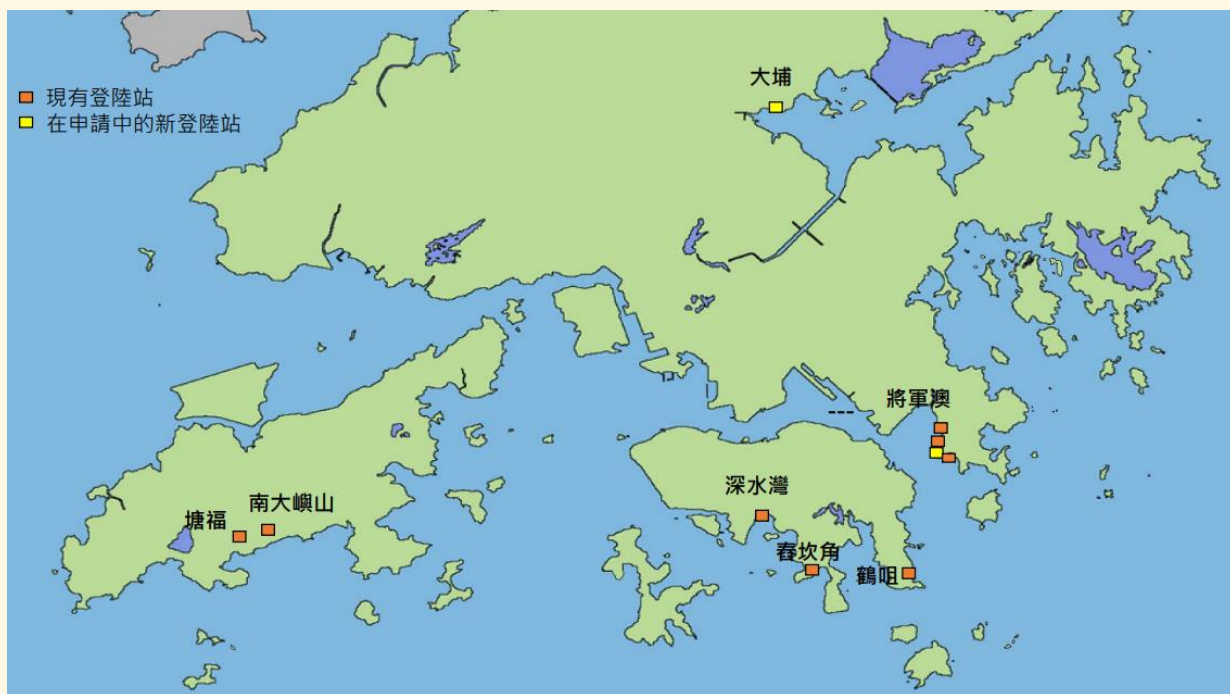 大埔
現有登陸站
在申請中的新登陸站
將軍澳
深水灣
南大嶼山
塘福
舂坎角
鶴咀